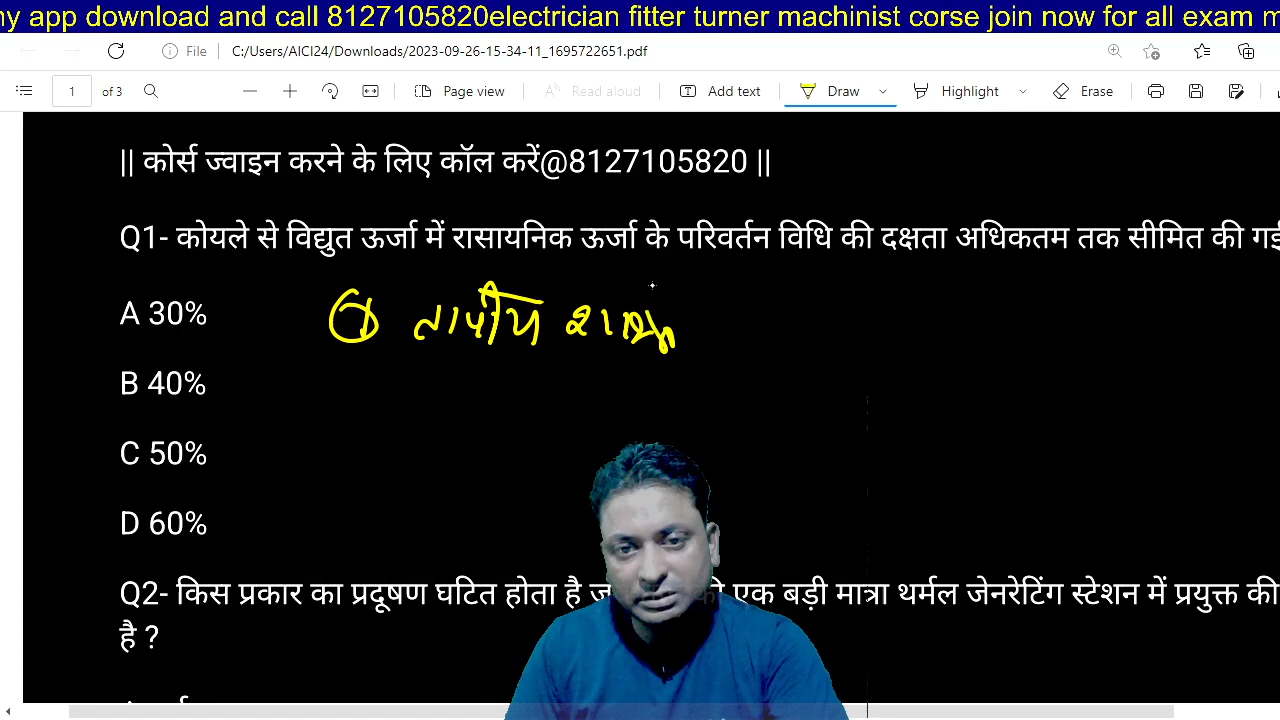 ny app download and call 8127105820electrician fitter turner machinist corse join now for all exam m
File C:/Users/AICI24/Downloads/2023-09-26-15-34-11_1695722651.pdf
1 of 3 Page view Read aloud Add text Draw Highlight Erase
|| कोर्स ज्वाइन करने के लिए कॉल करें@8127105820 ||
Q1- कोयले से विद्युत ऊर्जा में रासायनिक ऊर्जा के परिवर्तन विधि की दक्षता अधिकतम तक सीमित की गई
A 30%
तापीय
B 40%
C 50%
D 60%
Q2- किस प्रकार का प्रदूषण घटित होता है एक बड़ी मात्रा थर्मल जेनरेटिंग स्टेशन में प्रयुक्त की
है ?